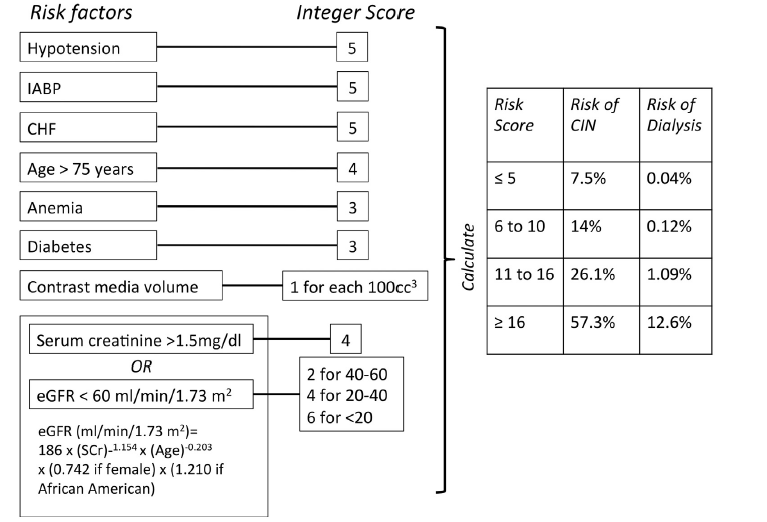 Risk factors
Integer Score
Hypotension
5
IABP
5
CHF
5
Age > 75 years
4
Anemia
3
Diabetes
3
Contrast media volume
1 for each 100cc³
Serum creatinine >1.5mg/dl
4
OR
eGFR < 60 ml/min/1.73 m²
2 for 40-60
4 for 20-40
6 for <20
eGFR (ml/min/1.73 m²)=
186 x (SCr)-¹·¹⁵⁴ x (Age)⁻⁰·²⁰³
x (0.742 if female) x (1.210 if
African American)
Calculate
Risk Score
Risk of CIN
Risk of Dialysis
≤ 5
7.5%
0.04%
6 to 10
14%
0.12%
11 to 16
26.1%
1.09%
≥ 16
57.3%
12.6%